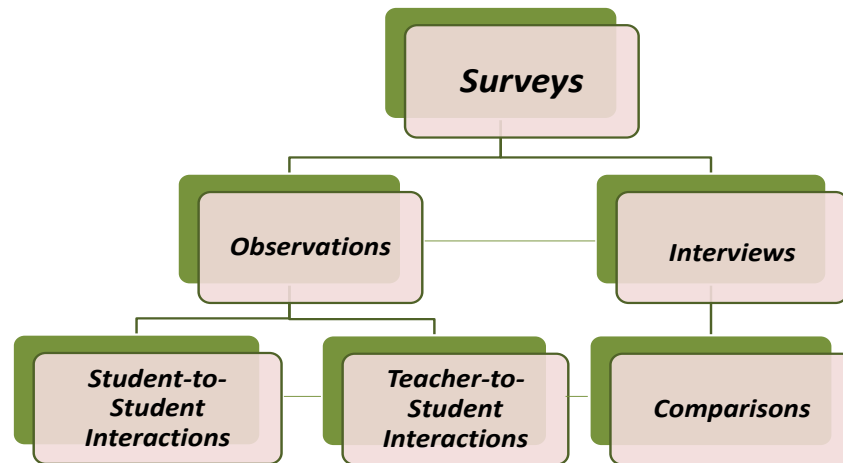 Surveys
Observations
Interviews
Student-to-
Student
Interactions
Teacher-to-
Student
Interactions
Comparisons